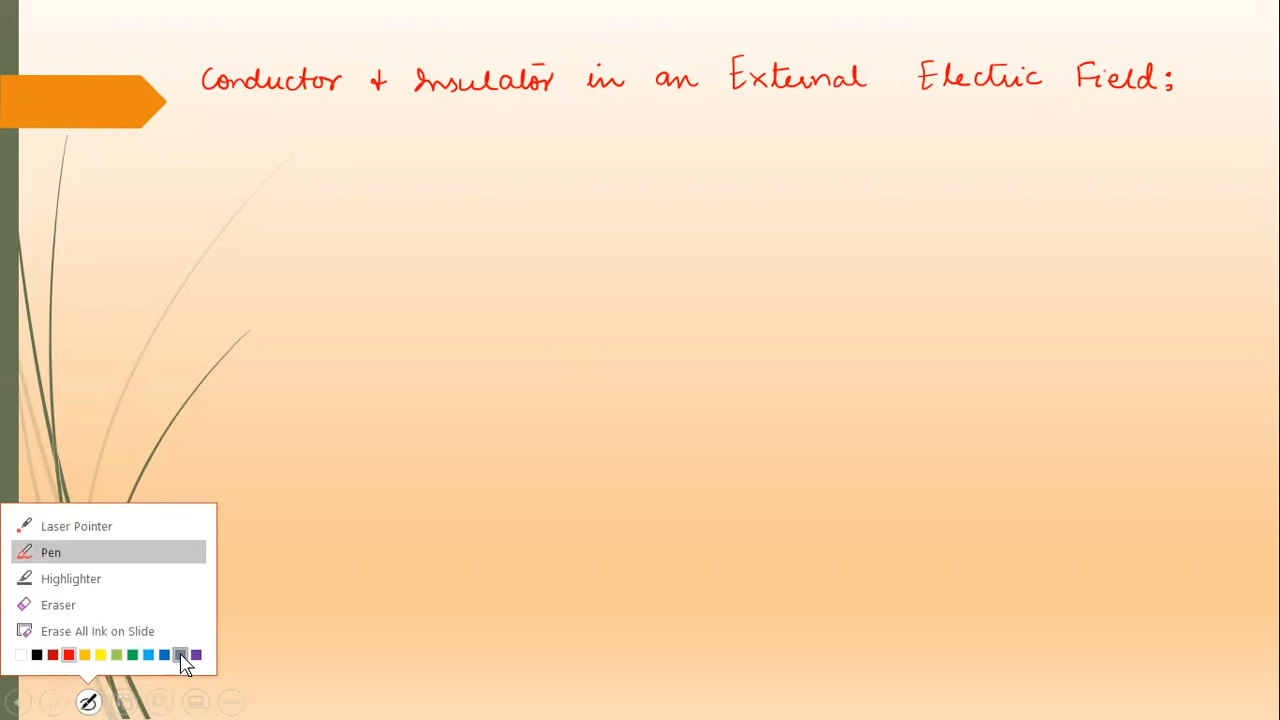 Conductor & Insulator in an External Electric Field:
Laser Pointer
Pen
Highlighter
Eraser
Erase All Ink on Slide